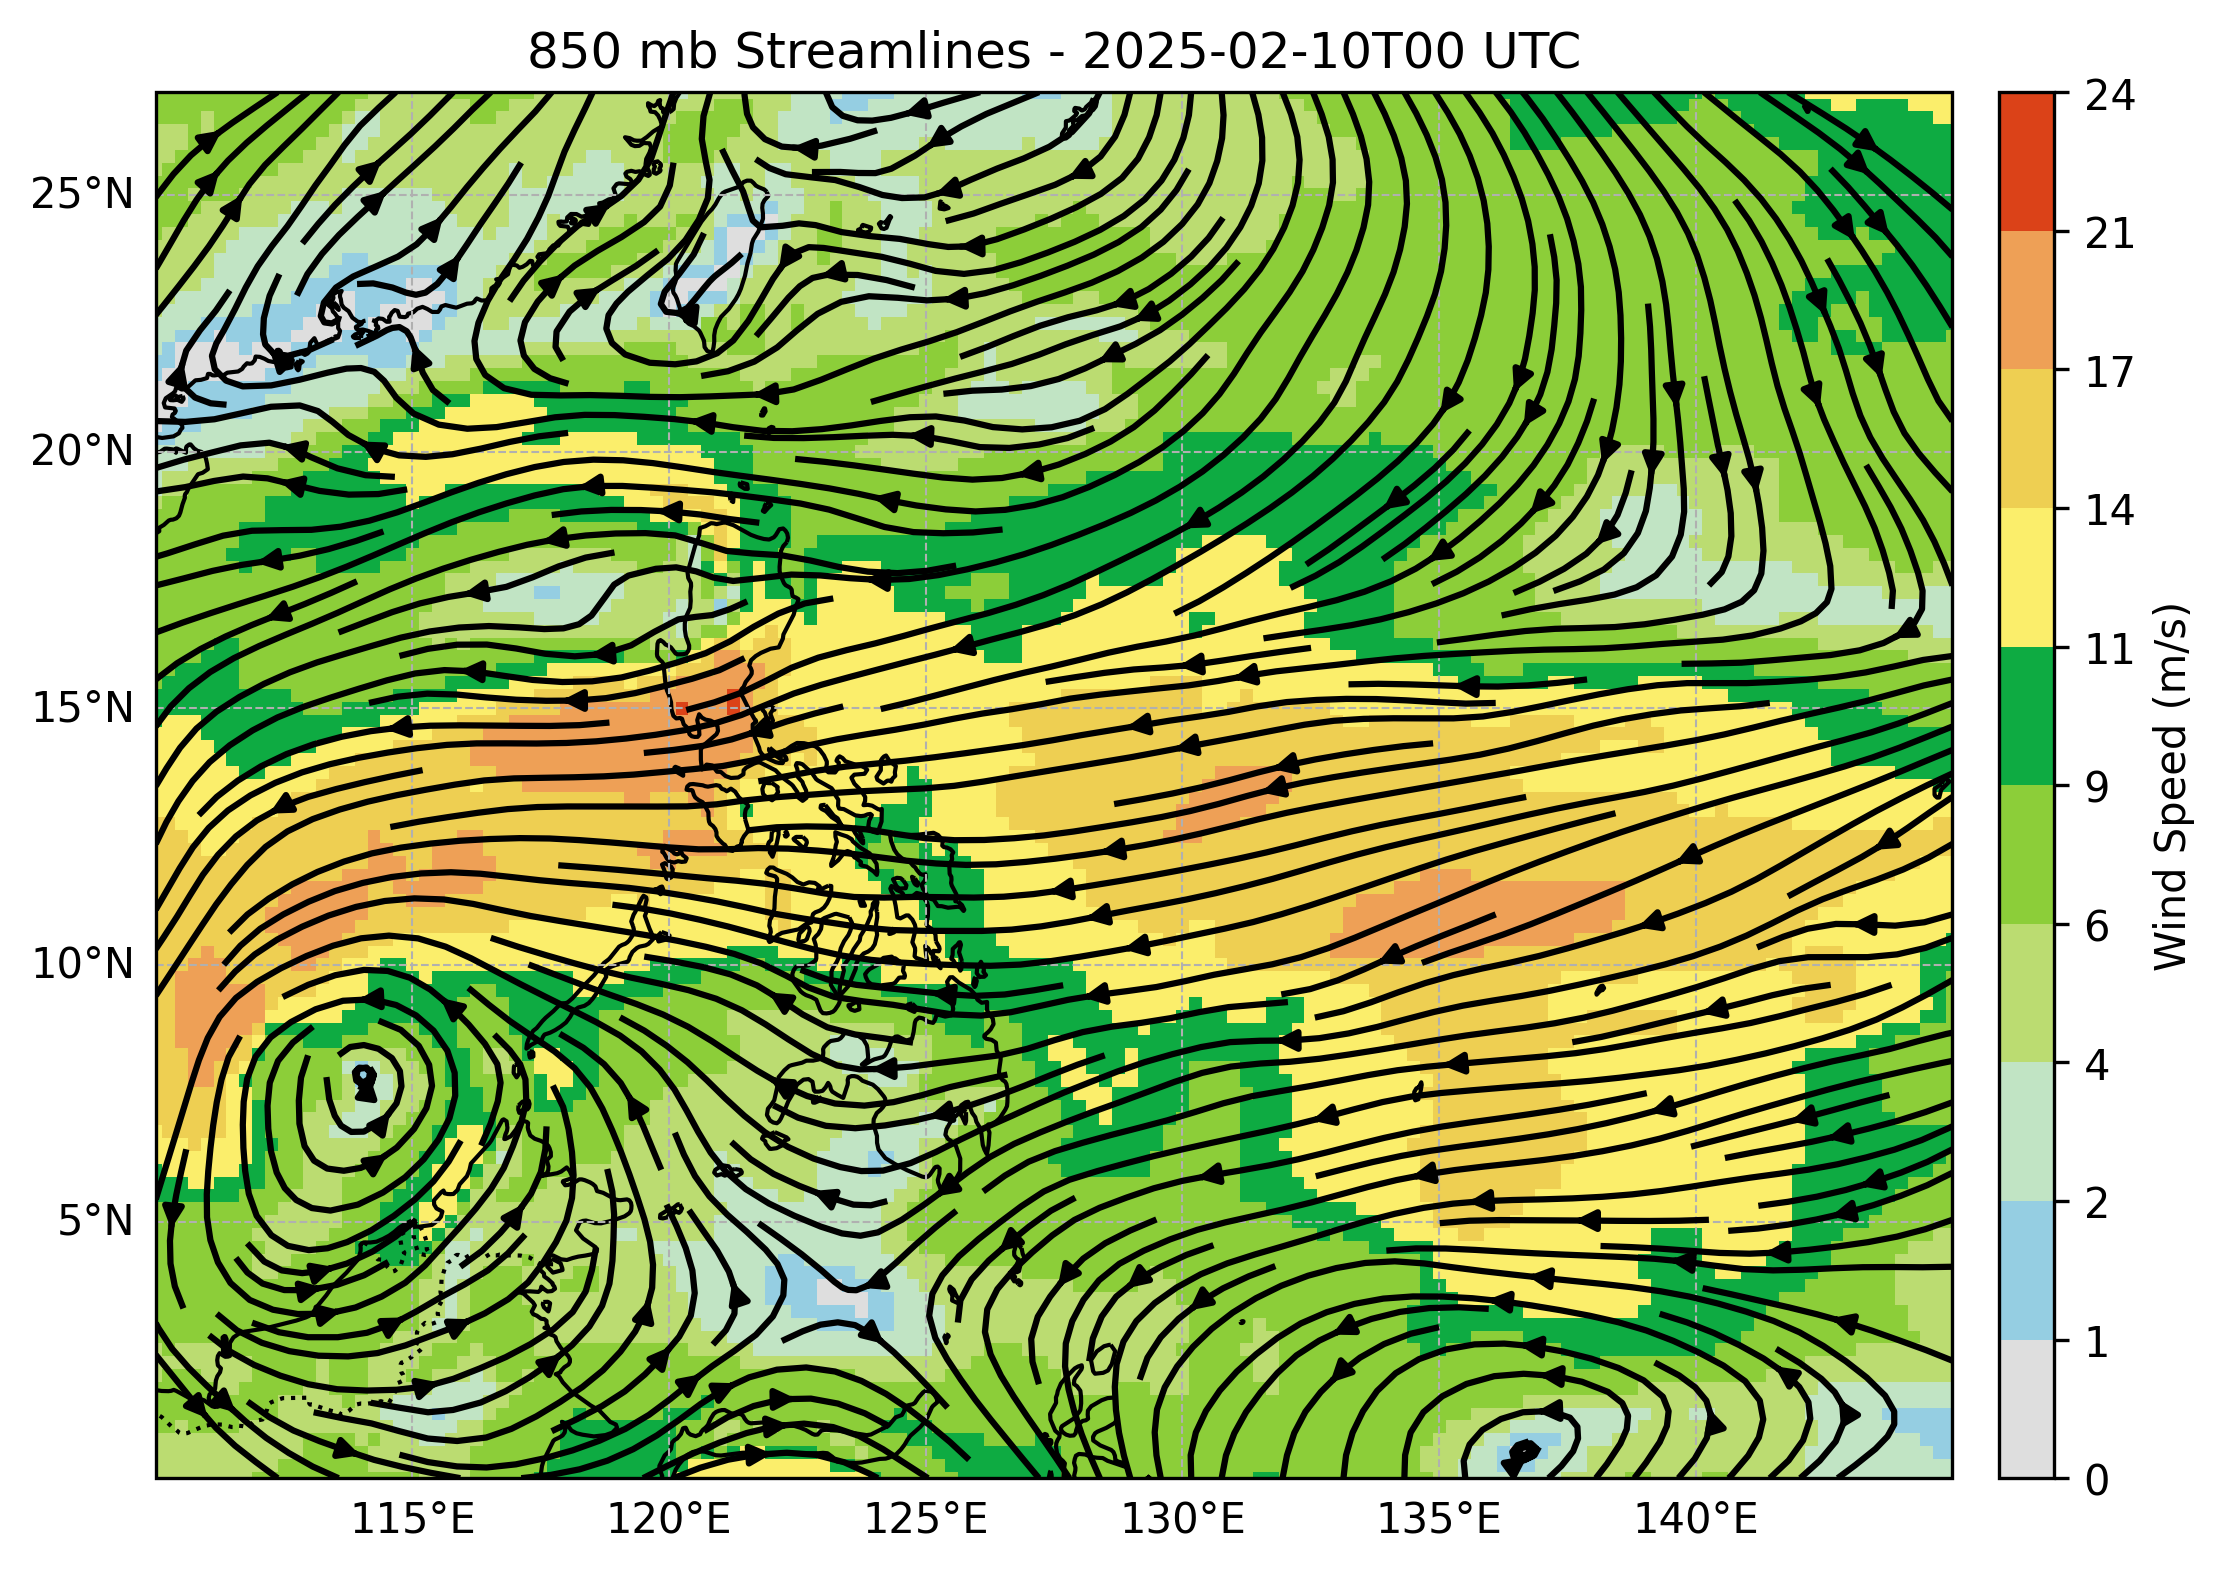 850 mb Streamlines - 2025-02-10T00 UTC
25°N
20°N
15°N
10°N
5°N
115°E
120°E
125°E
130°E
135°E
140°E
24
21
17
14
11
9
6
4
2
1
0
Wind Speed (m/s)